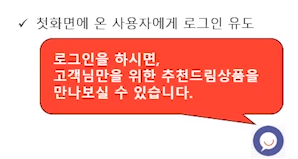 ✓ 첫화면에 온 사용자에게 로그인 유도
로그인을 하시면,
고객님만을 위한 추천드림상품을
만나보실 수 있습니다.